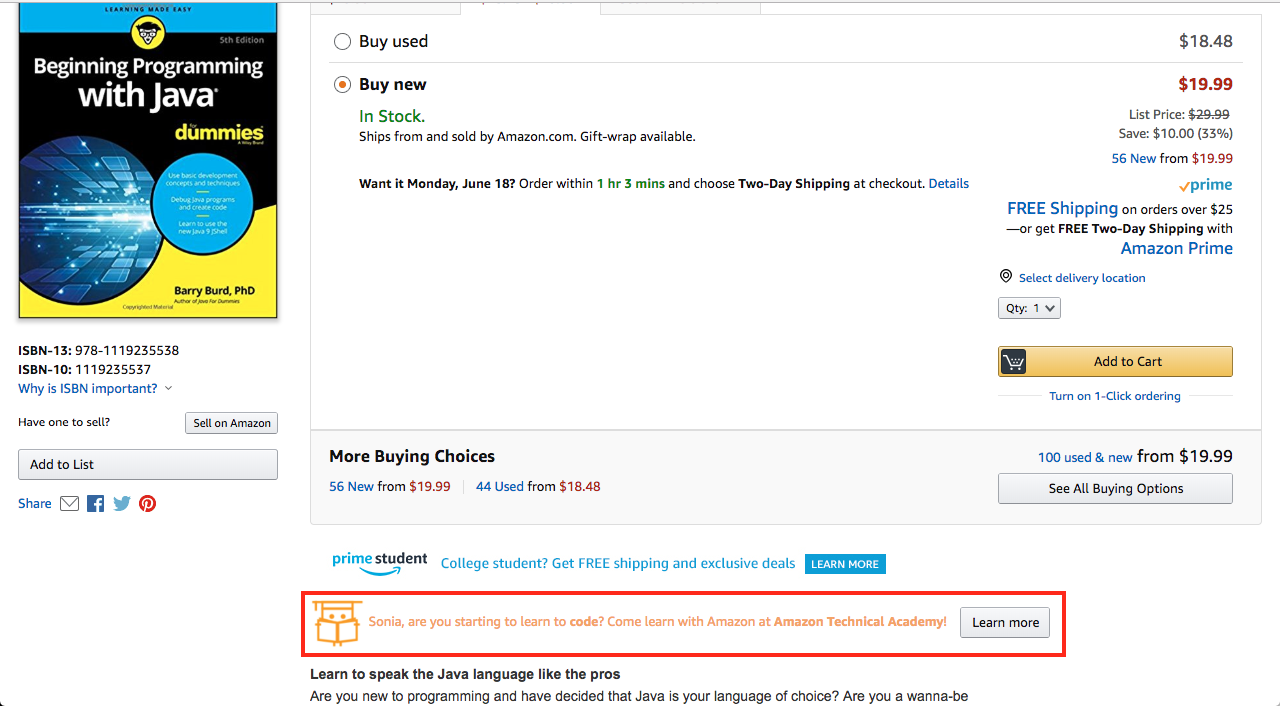 LEARNING MADE EASY
5th Edition
Beginning Programming
with Java®
for
dummies
A Wiley Brand
Use basic development
concepts and techniques
Debug Java programs
and create code
Learn to use the
new Java 9 JShell
Barry Burd, PhD
Author of Java For Dummies
Copyrighted Material
ISBN-13: 978-1119235538
ISBN-10: 1119235537
Why is ISBN important?
Have one to sell?
Sell on Amazon
Add to List
Share
Buy used
$18.48
Buy new
$19.99
In Stock.
Ships from and sold by Amazon.com. Gift-wrap available.
List Price: $29.99
Save: $10.00 (33%)
56 New from $19.99
Want it Monday, June 18? Order within 1 hr 3 mins and choose Two-Day Shipping at checkout. Details
prime
FREE Shipping on orders over $25
—or get FREE Two-Day Shipping with
Amazon Prime
Select delivery location
Qty: 1
Add to Cart
Turn on 1-Click ordering
More Buying Choices
56 New from $19.99
44 Used from $18.48
100 used & new from $19.99
See All Buying Options
prime student
College student? Get FREE shipping and exclusive deals
LEARN MORE
Sonia, are you starting to learn to code? Come learn with Amazon at Amazon Technical Academy!
Learn more
Learn to speak the Java language like the pros
Are you new to programming and have decided that Java is your language of choice? Are you a wanna-be